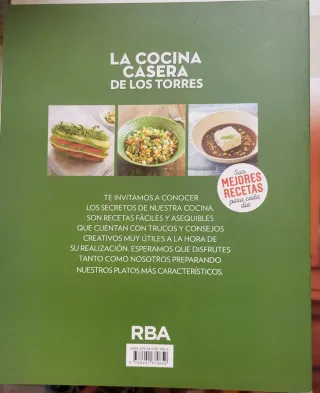 LA COCINA
CASERA
DE LOS TORRES
Sus
MEJORES
RECETAS
para cada
día
TE INVITAMOS A CONOCER
LOS SECRETOS DE NUESTRA COCINA.
SON RECETAS FÁCILES Y ASEQUIBLES
QUE CUENTAN CON TRUCOS Y CONSEJOS
CREATIVOS MUY ÚTILES A LA HORA DE
SU REALIZACIÓN. ESPERAMOS QUE DISFRUTES
TANTO COMO NOSOTROS PREPARANDO
NUESTROS PLATOS MÁS CARACTERÍSTICOS.
RBA